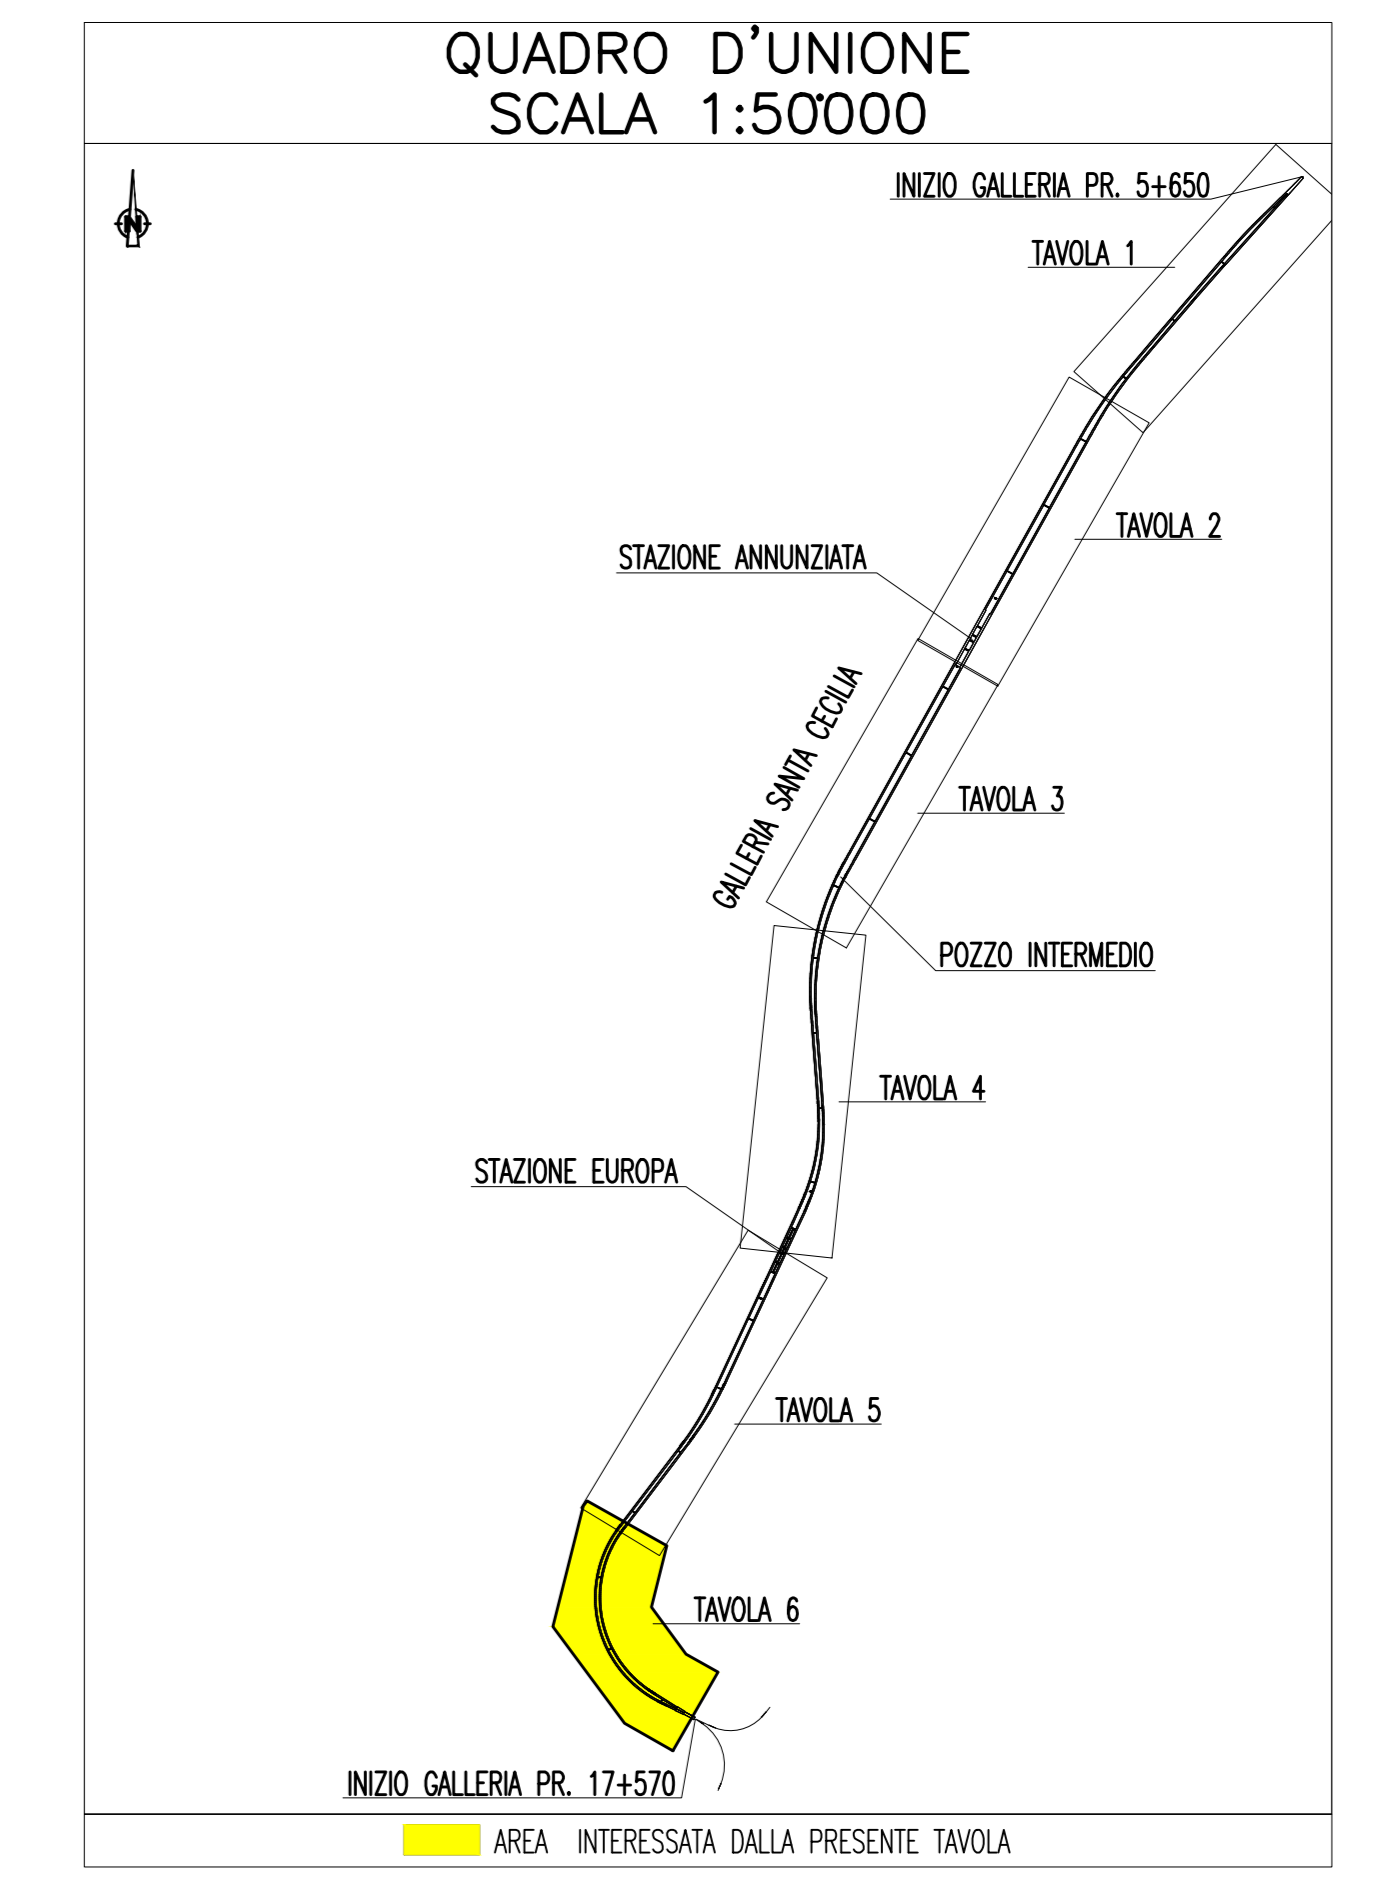 QUADRO D'UNIONE
SCALA 1:50'000
N
INIZIO GALLERIA PR. 5+650
TAVOLA 1
TAVOLA 2
STAZIONE ANNUNZIATA
GALLERIA SANTA CECILIA
TAVOLA 3
POZZO INTERMEDIO
TAVOLA 4
STAZIONE EUROPA
TAVOLA 5
TAVOLA 6
INIZIO GALLERIA PR. 17+570
AREA INTERESSATA DALLA PRESENTE TAVOLA